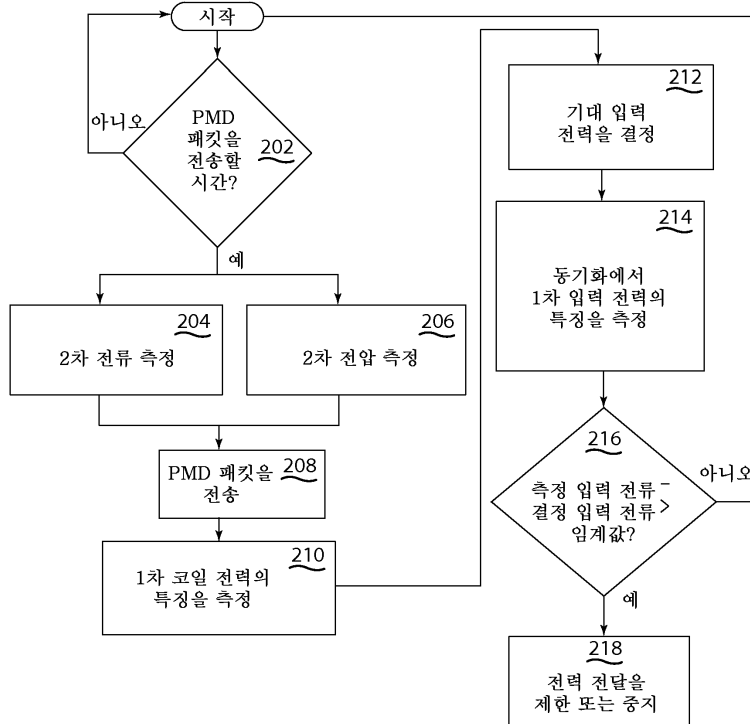 시작
아니오
PMD
패킷을
전송할
시간?
202
예
204
2차 전류 측정
206
2차 전압 측정
PMD 패킷을
전송
208
210
1차 코일 전력의
특징을 측정
212
기대 입력
전력을 결정
214
동기화에서
1차 입력 전력의
특징을 측정
216
측정 입력 전류 -
결정 입력 전류 >
임계값?
아니오
예
218
전력 전달을
제한 또는 중지